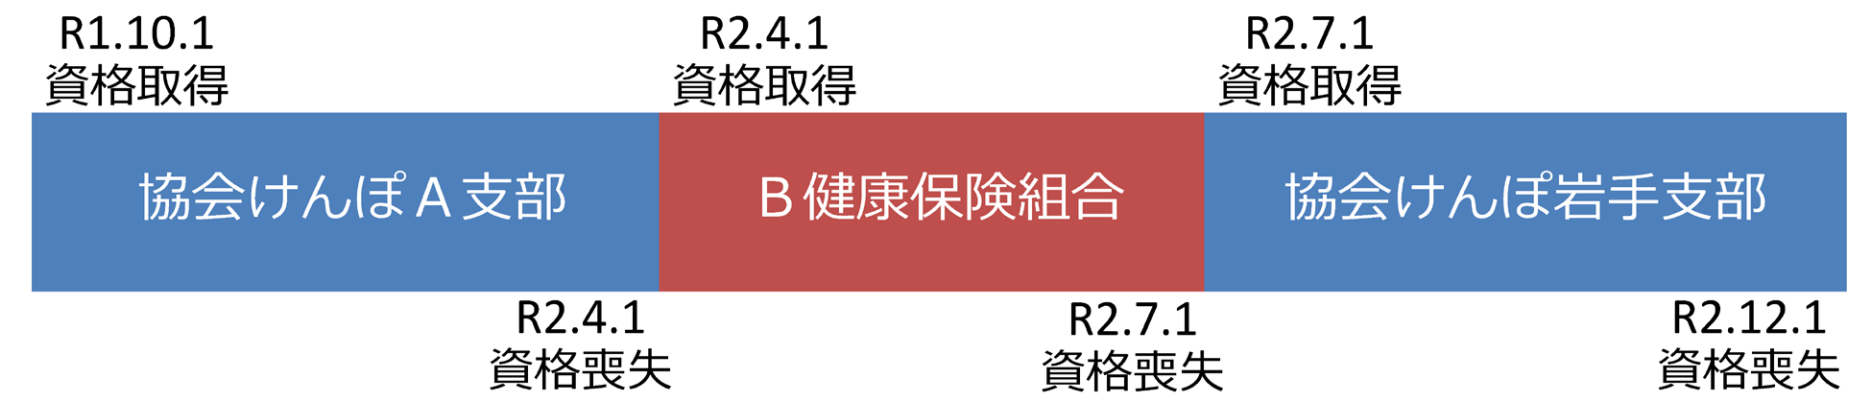 R1.10.1
資格取得
R2.4.1
資格取得
R2.7.1
資格取得
協会けんぽA支部
B健康保険組合
協会けんぽ岩手支部
R2.4.1
資格喪失
R2.7.1
資格喪失
R2.12.1
資格喪失